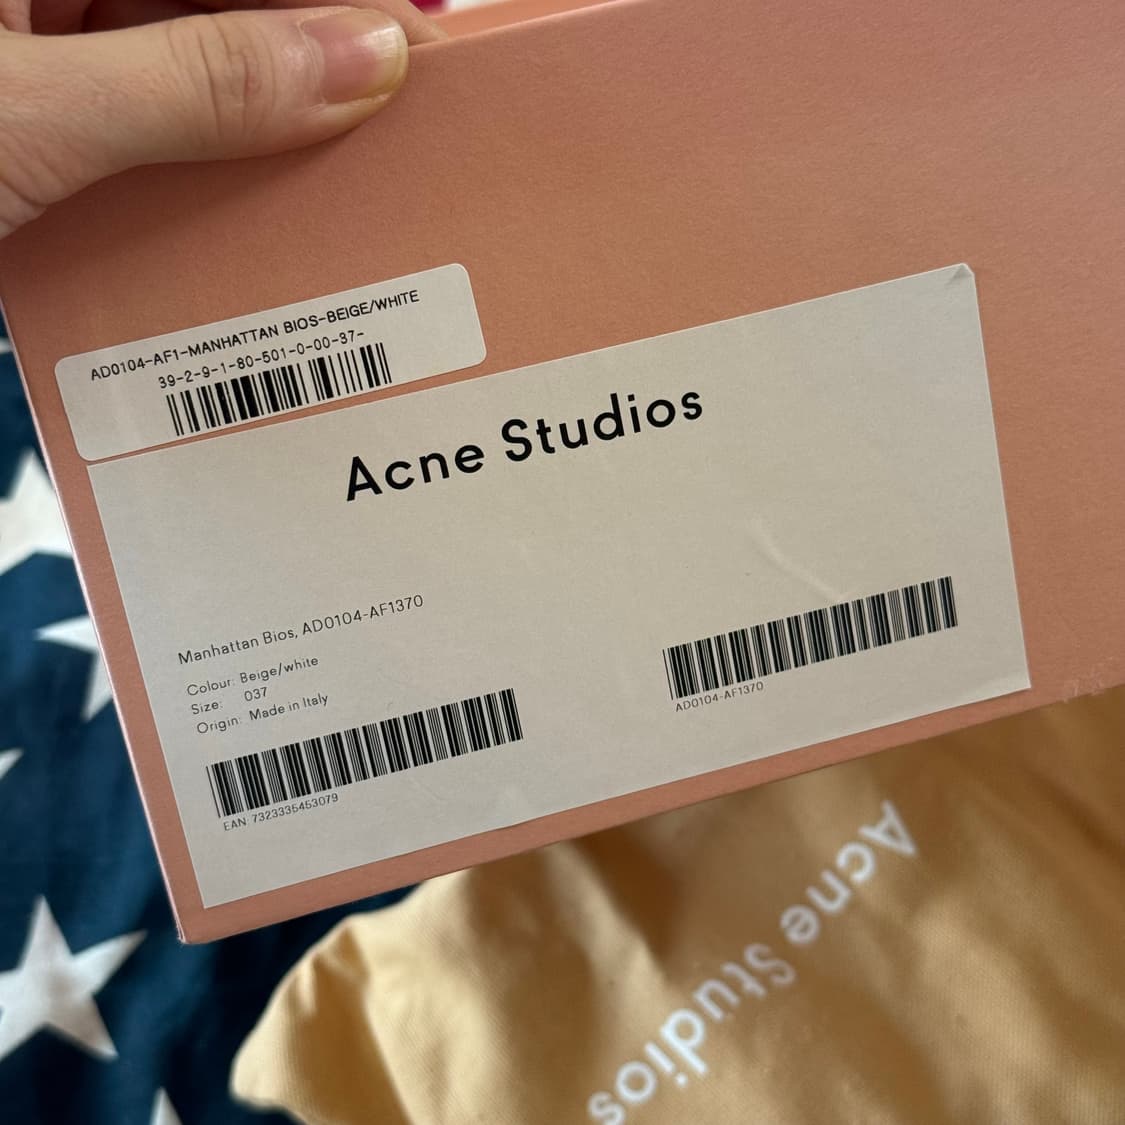 AD0104-AF1-MANHATTAN BIOS-BEIGE/WHITE
39-2-9-1-80-501-0-00-37-
Acne Studios
Manhattan Bios, AD0104-AF1370
Colour: Beige/white
Size: 037
Origin: Made in Italy
EAN: 7323335453079
AD0104-AF1370
Acne Studios